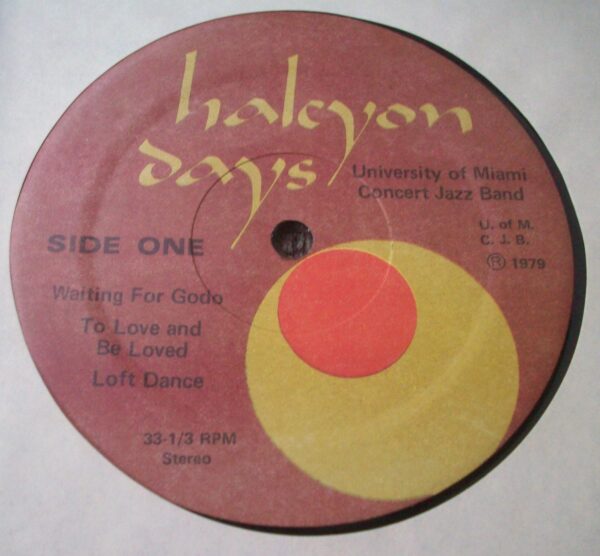 halcyon
days
University of Miami
Concert Jazz Band
SIDE ONE
U. of M.
C. J. B.
Ⓡ 1979
Waiting For Godo
To Love and
Be Loved
Loft Dance
33-1/3 RPM
Stereo